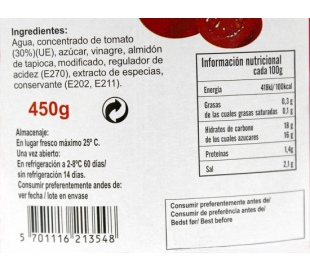 Ingredientes:
Agua, concentrado de tomato
(30%)(UE), azúcar, vinagre, almidón
de tapioca, modificado, regulador de
acidez (E270), extracto de especias,
conservante (E202, E211).
450g
Almacenaje:
En lugar fresco máximo 25º C.
Una vez abierto:
En refrigeración a 2-8ºC 60 dias/
sin refrigeración 14 dias.
Consumir preferentemente antes de:
ver fecha / lote en envase
5 701116 213548
Información nutricional
cada 100g
Energía 418kJ/100kcal
Grasas 0,3 g
de las cuales grasas saturadas 0.1 g
Hidratos de carbono 18 g
de los cuales azucares 16 g
Proteinas 1,4g
Sal 2.1 g
Consumir preferentemente antes de/
Consumir de preferência antes de/
Bedst før/ Best before